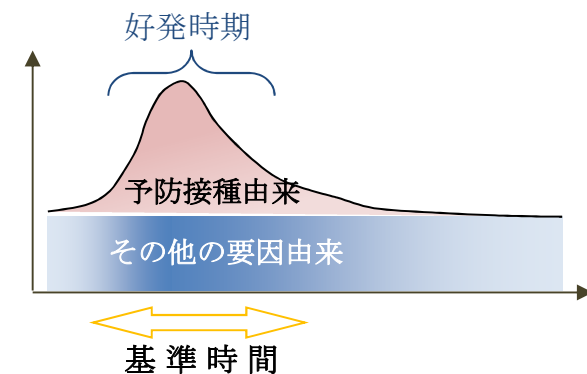 好発時期
予防接種由来
その他の要因由来
基準時間